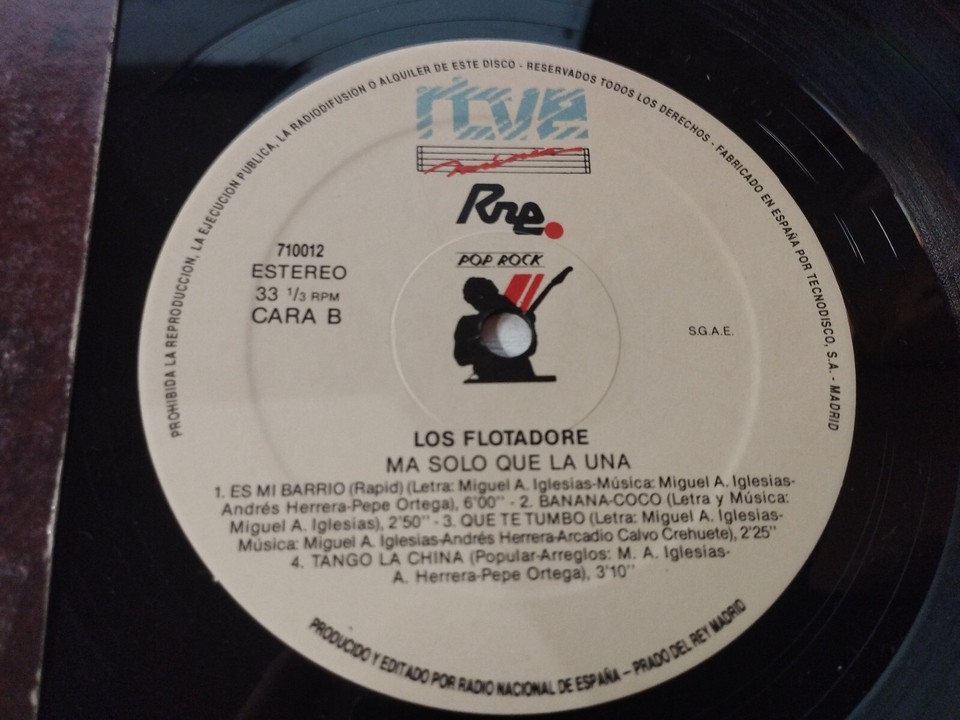 PROHIBIDA LA REPRODUCCION, LA EJECUCION PUBLICA, LA RADIODIFUSION O ALQUILER DE ESTE DISCO - RESERVADOS TODOS LOS DERECHOS - FABRICADO EN ESPAÑA POR TECNODISCO, S.A. - MADRID
rtve
música
Rne
POP ROCK
710012
ESTEREO
33 1/3 RPM
CARA B
S.G.A.E.
LOS FLOTADORE
MA SOLO QUE LA UNA
1. ES MI BARRIO (Rapid) (Letra: Miguel A. Iglesias-Música: Miguel A. Iglesias-
Andrés Herrera-Pepe Ortega), 6'00'' - 2. BANANA-COCO (Letra y Música:
Miguel A. Iglesias), 2'50'' - 3. QUE TE TUMBO (Letra: Miguel A. Iglesias-
Música: Miguel A. Iglesias-Andrés Herrera-Arcadio Calvo Crehuete), 2'25''
4. TANGO LA CHINA (Popular-Arreglos: M. A. Iglesias-
A. Herrera-Pepe Ortega), 3'10''
PRODUCIDO Y EDITADO POR RADIO NACIONAL DE ESPAÑA – PRADO DEL REY MADRID